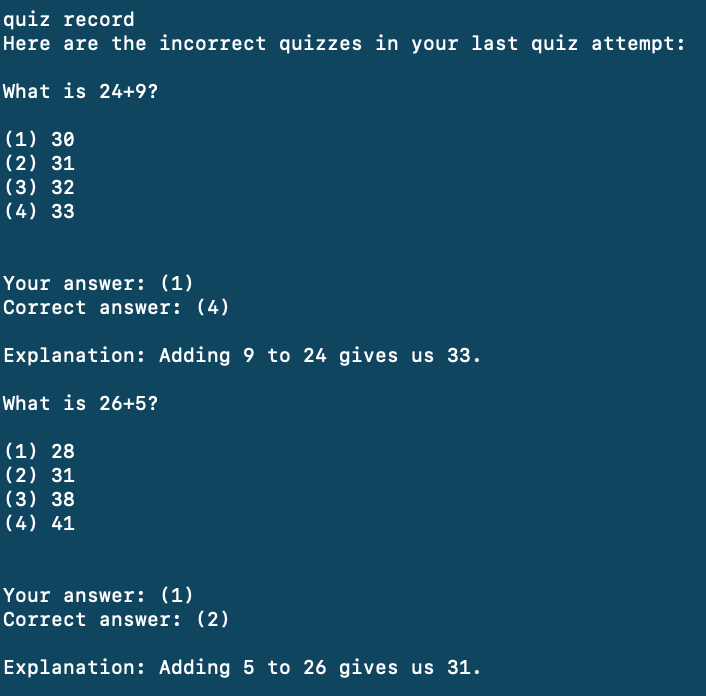 quiz record
Here are the incorrect quizzes in your last quiz attempt:
What is 24+9?
(1) 30
(2) 31
(3) 32
(4) 33
Your answer: (1)
Correct answer: (4)
Explanation: Adding 9 to 24 gives us 33.
What is 26+5?
(1) 28
(2) 31
(3) 38
(4) 41
Your answer: (1)
Correct answer: (2)
Explanation: Adding 5 to 26 gives us 31.